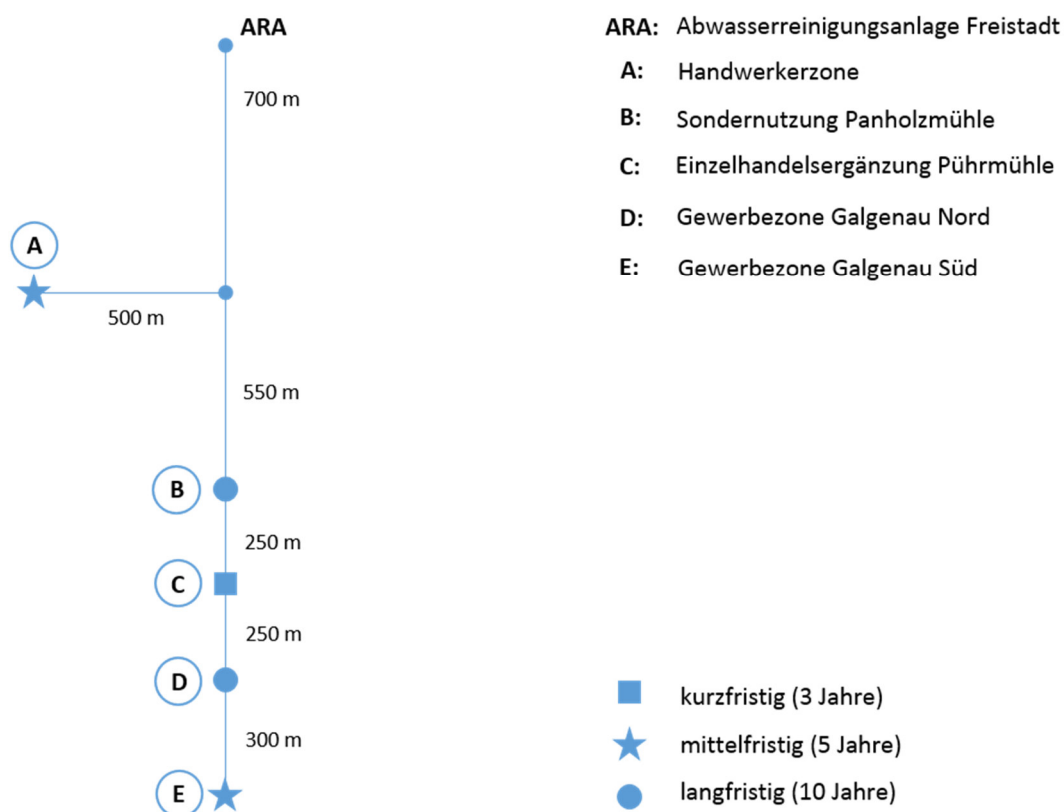 ARA
700 m
A
500 m
550 m
B
250 m
C
250 m
D
300 m
E
ARA: Abwasserreinigungsanlage Freistadt
A: Handwerkerzone
B: Sondernutzung Panholzmühle
C: Einzelhandelsergänzung Pührmühle
D: Gewerbezone Galgenau Nord
E: Gewerbezone Galgenau Süd
kurzfristig (3 Jahre)
mittelfristig (5 Jahre)
langfristig (10 Jahre)